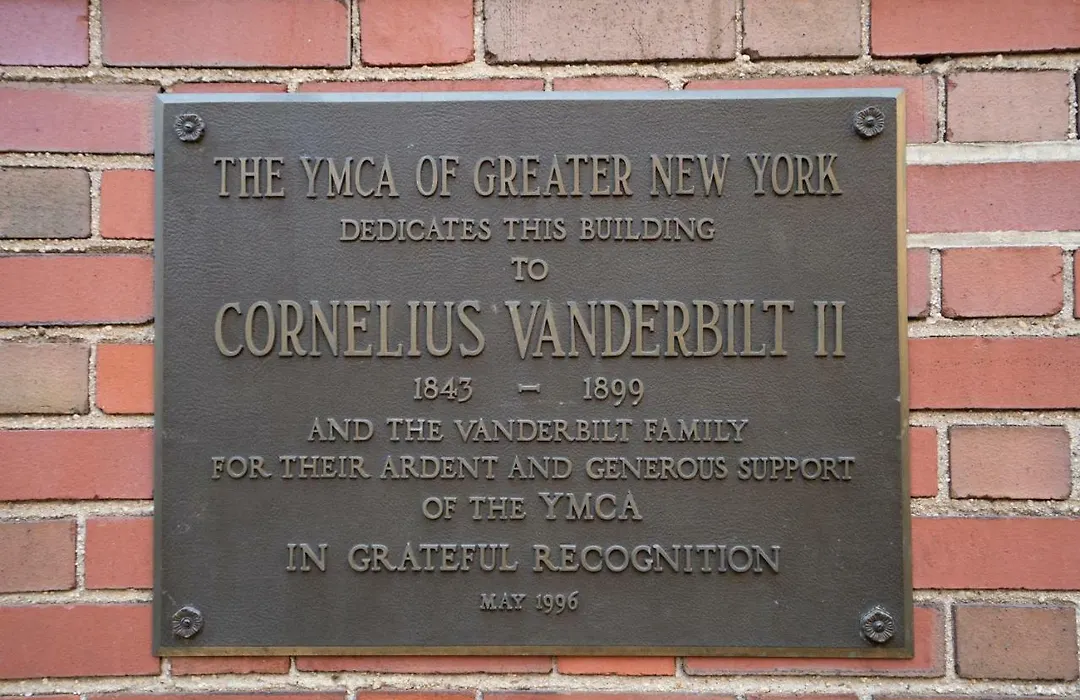 THE YMCA OF GREATER NEW YORK
DEDICATES THIS BUILDING
TO
CORNELIUS VANDERBILT II
1843 – 1899
AND THE VANDERBILT FAMILY
FOR THEIR ARDENT AND GENEROUS SUPPORT
OF THE YMCA
IN GRATEFUL RECOGNITION
MAY 1996